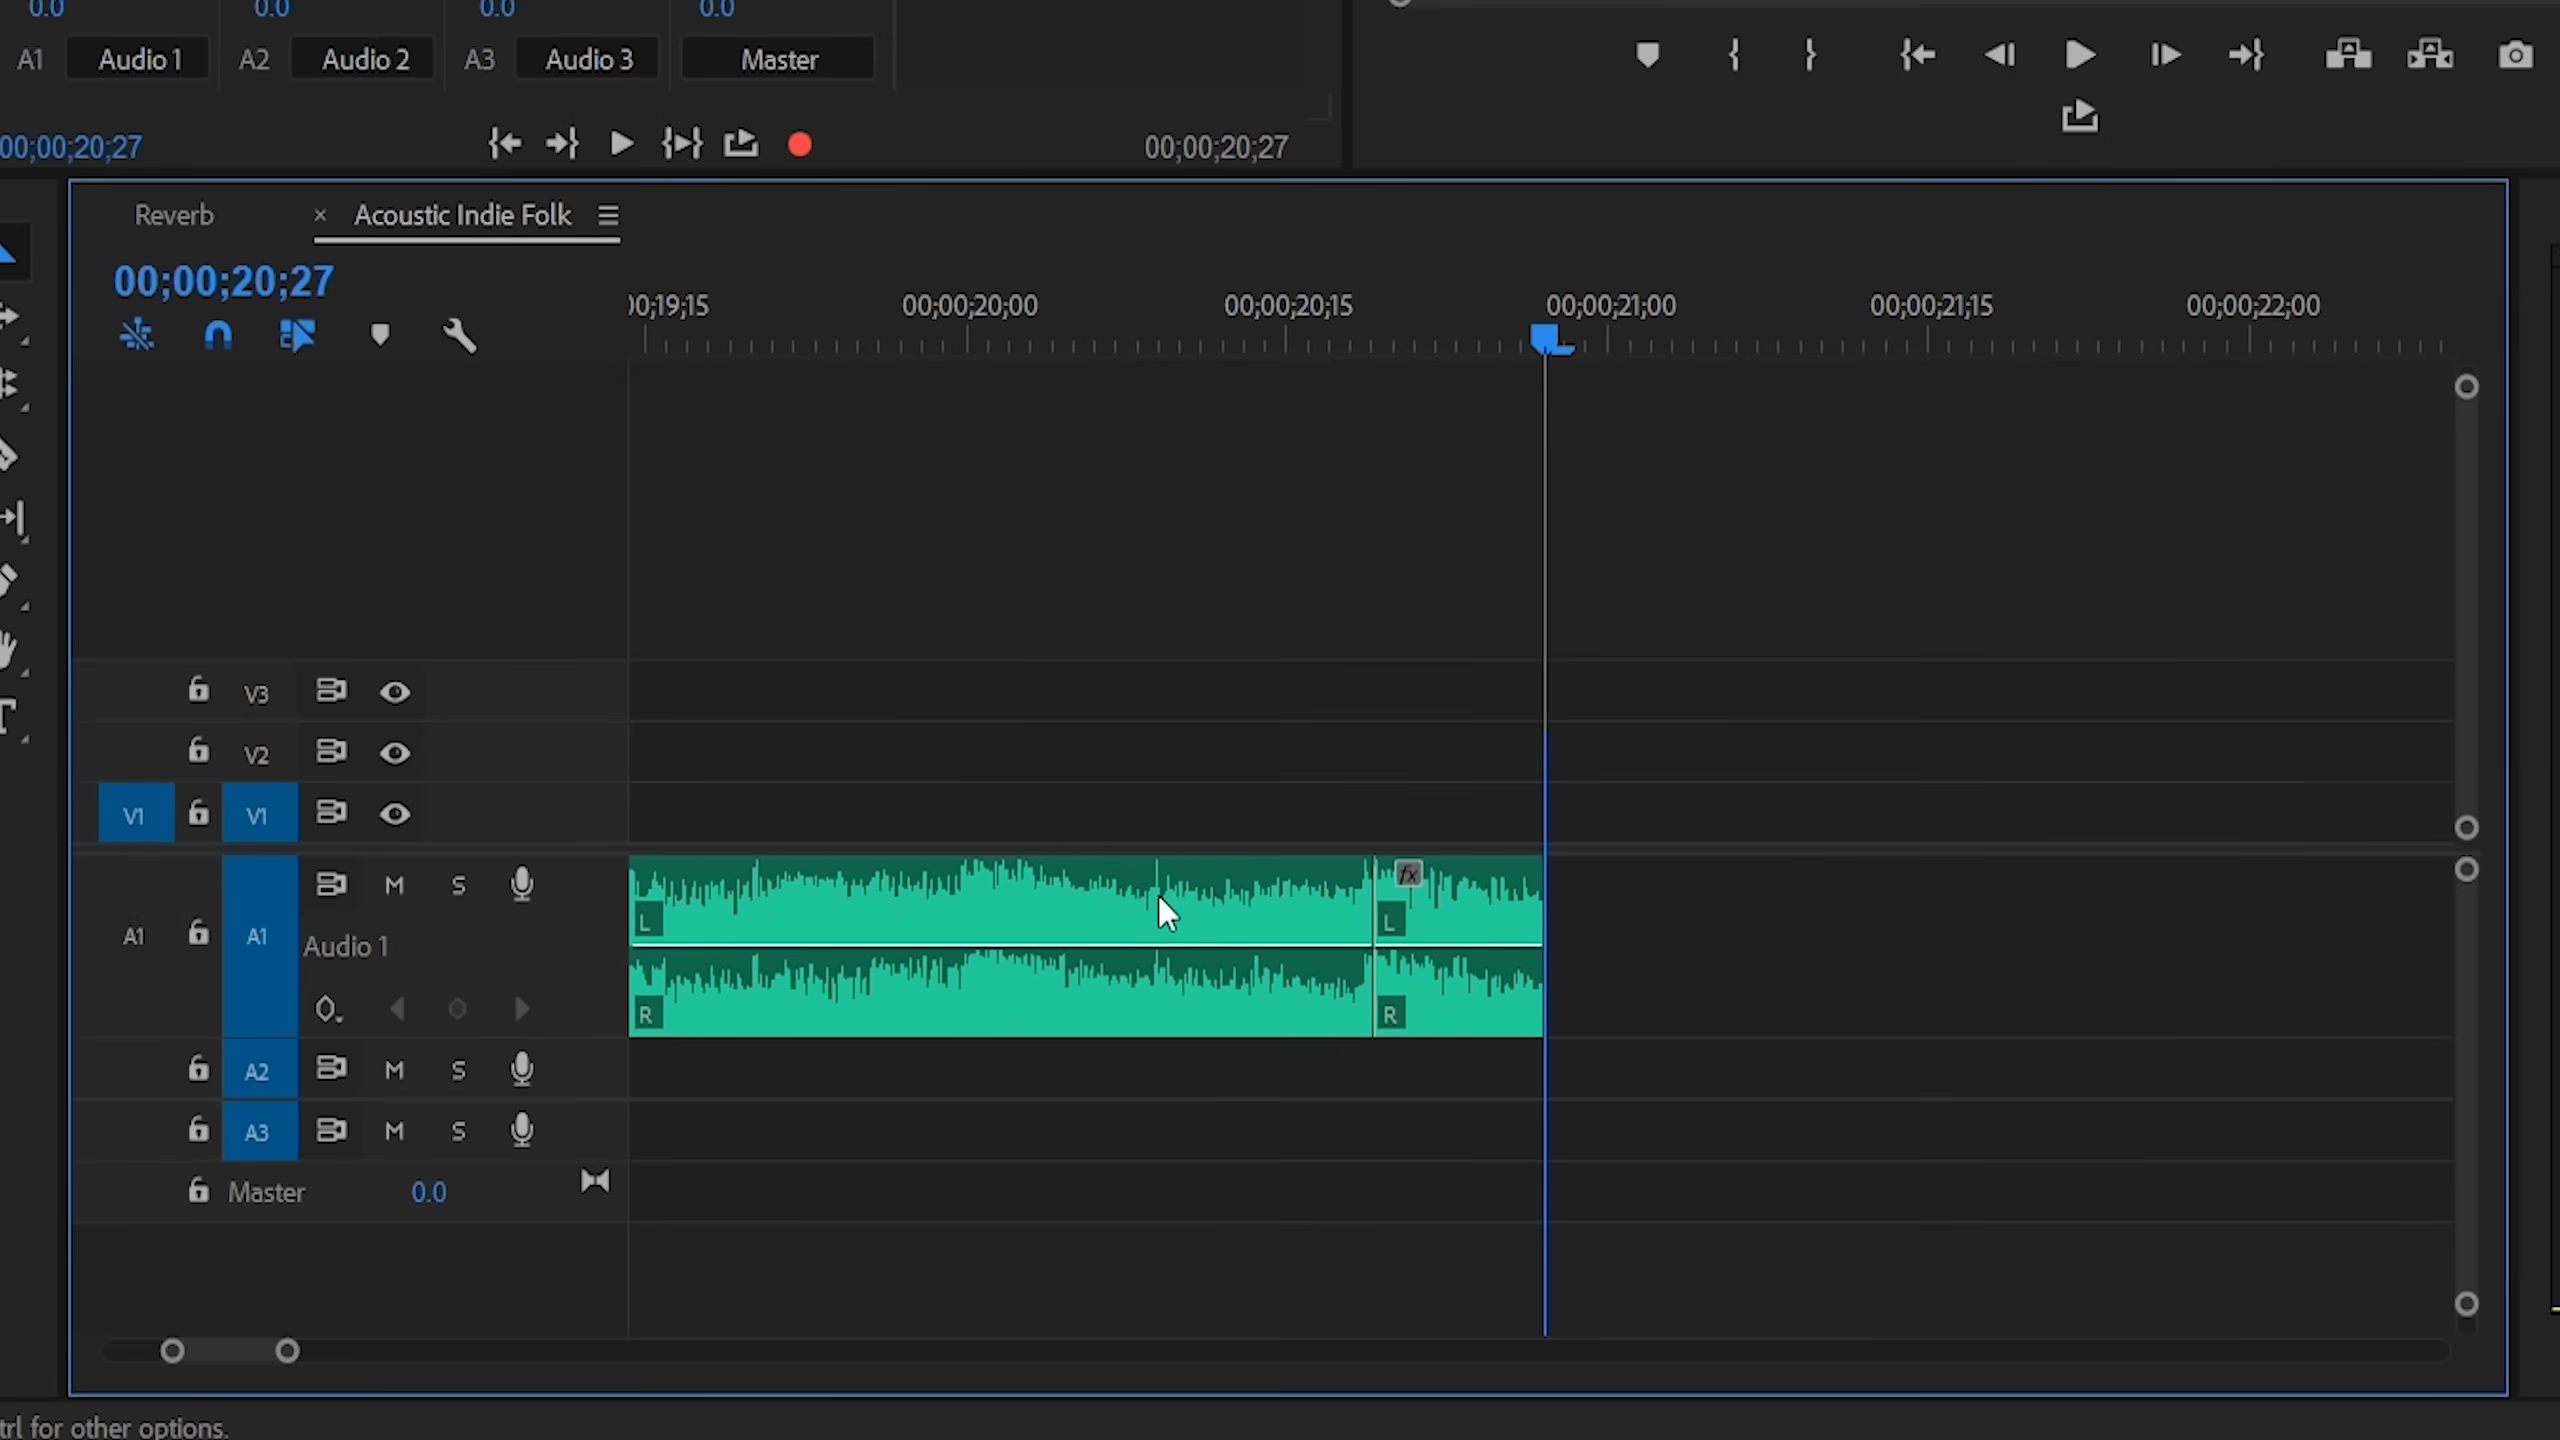 0.0 0.0 0.0 0.0
A1 Audio 1 A2 Audio 2 A3 Audio 3 Master
00;00;20;27 00;00;20;27
Reverb × Acoustic Indie Folk
00;00;20;27
00;19;15 00;00;20;00 00;00;20;15 00;00;21;00 00;00;21;15 00;00;22;00
V3
V2
V1 V1
M S fx
L L
A1 A1 Audio 1
R R
A2 M S
A3 M S
Master 0.0
trl for other options.